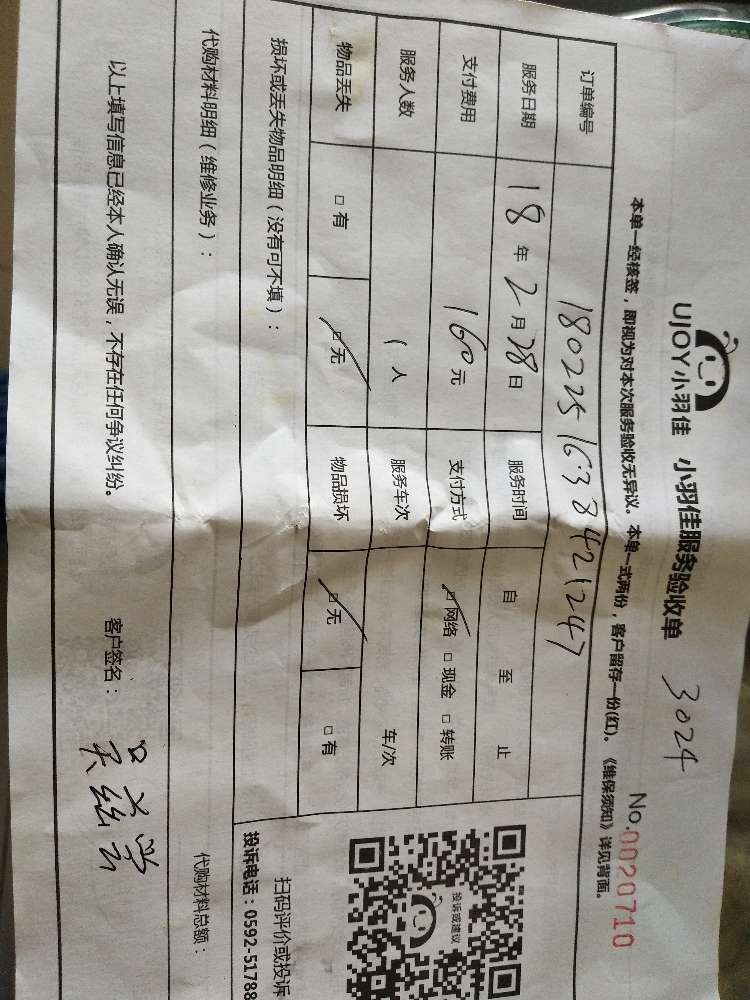 UJOY小羽佳 小羽佳服务验收单 3024
No.0020710
本单一经核签，即视为对本次服务验收无异议。本单一式两份，客户留存一份(红)。《维保须知》详见背面。
订单编号 1802251638421247
服务日期 18年2月28日 服务时间 自 至 止
支付费用 160元 支付方式 □网络 □现金 □转账
服务人数 1人 服务车次 车/次
物品丢失 □有 □无 物品损坏 □无 □有
损坏或丢失物品明细（没有可不填）：
代购材料明细（维修业务）： 代购材料总额：
以上填写信息已经本人确认无误，不存在任何争议纠纷。 客户签名：
投诉或建议
扫码评价或投诉
投诉电话：0592-51788